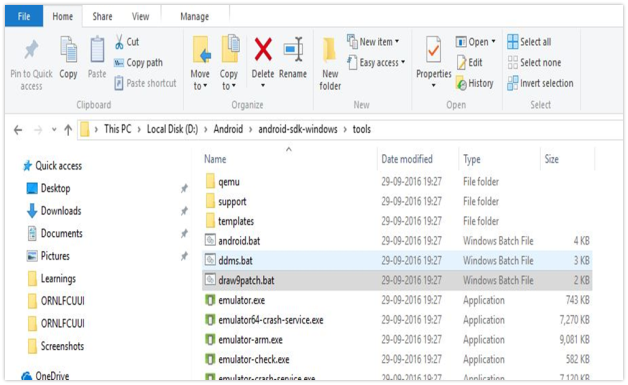 File Home Share View Manage
Pin to Quick access
Copy
Paste
Cut
Copy path
Paste shortcut
Move to
Copy to
Delete
Rename
New folder
New item
Easy access
Properties
Open
Edit
History
Select all
Select none
Invert selection
Clipboard Organize New Open Select
This PC Local Disk (D:) Android android-sdk-windows tools
Quick access
Desktop
Downloads
Documents
Pictures
Learnings
ORNLFCUUI
ORNLFCUUI
Screenshots
OneDrive
Name Date modified Type Size
qemu 29-09-2016 19:27 File folder
support 29-09-2016 19:27 File folder
templates 29-09-2016 19:27 File folder
android.bat 29-09-2016 19:27 Windows Batch File 4 KB
ddms.bat 29-09-2016 19:27 Windows Batch File 3 KB
draw9patch.bat 29-09-2016 19:27 Windows Batch File 2 KB
emulator.exe 29-09-2016 19:27 Application 743 KB
emulator64-crash-service.exe 29-09-2016 19:27 Application 7,270 KB
emulator-arm.exe 29-09-2016 19:27 Application 9,081 KB
emulator-check.exe 29-09-2016 19:27 Application 582 KB
emulator-crash-service.exe 29-09-2016 19:27 Application 7,120 KB